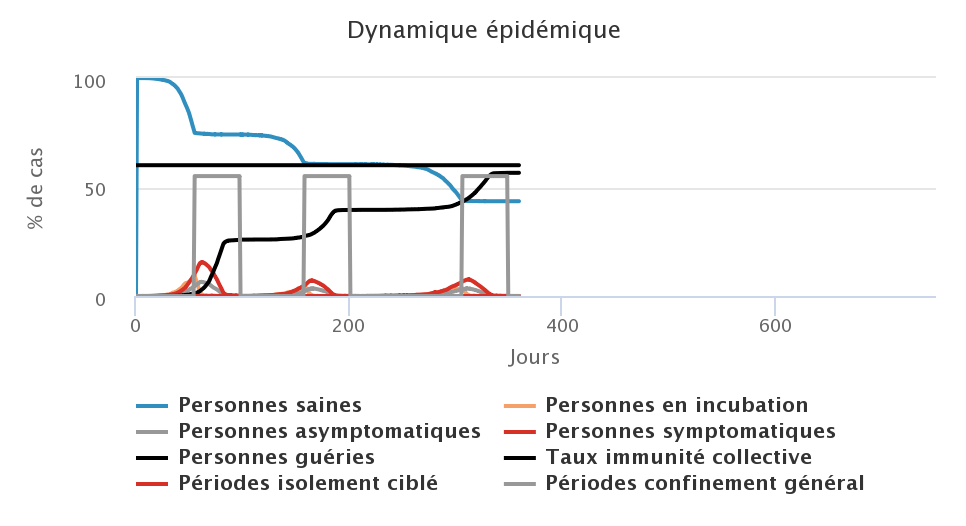 Dynamique épidémique
100
50
0
% de cas
0 200 400 600
Jours
Personnes saines Personnes en incubation
Personnes asymptomatiques Personnes symptomatiques
Personnes guéries Taux immunité collective
Périodes isolement ciblé Périodes confinement général